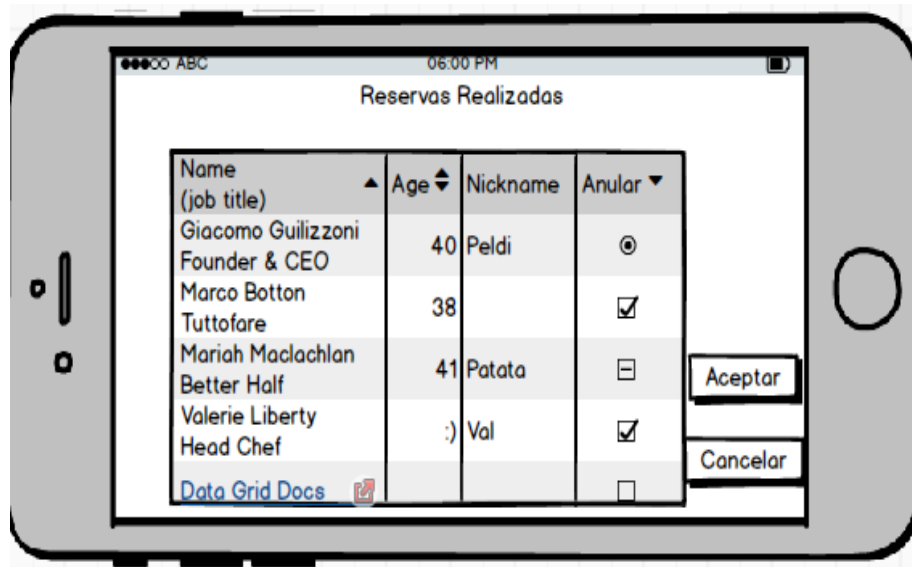 ABC 06:00 PM
Reservas Realizadas
Name
(job title) Age Nickname Anular
Giacomo Guilizzoni
Founder & CEO 40 Peldi
Marco Botton
Tuttofare 38
Mariah Maclachlan
Better Half 41 Patata
Valerie Liberty
Head Chef :) Val
Data Grid Docs
Aceptar
Cancelar